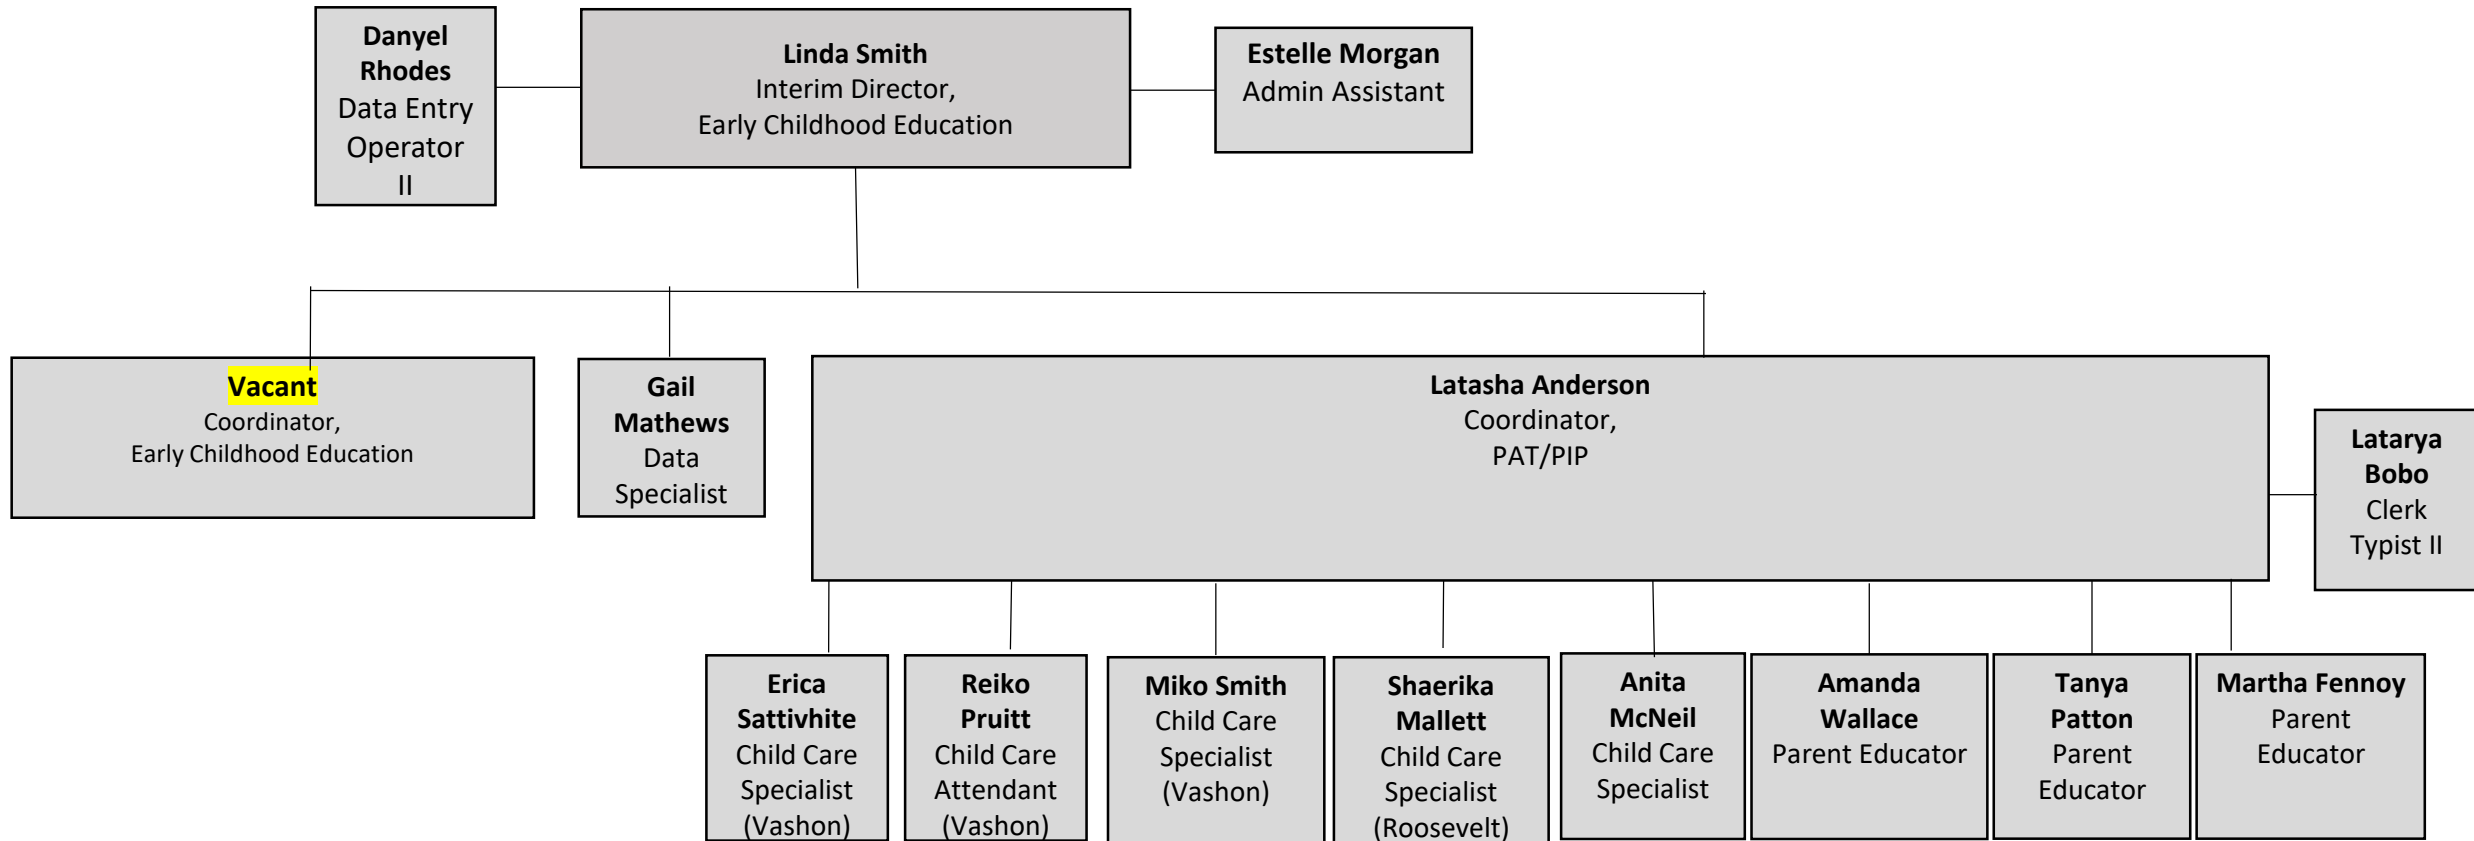 Danyel
Rhodes
Data Entry
Operator
II
Linda Smith
Interim Director,
Early Childhood Education
Estelle Morgan
Admin Assistant
Vacant
Coordinator,
Early Childhood Education
Gail
Mathews
Data
Specialist
Latasha Anderson
Coordinator,
PAT/PIP
Latarya
Bobo
Clerk
Typist II
Erica
Sattivhite
Child Care
Specialist
(Vashon)
Reiko
Pruitt
Child Care
Attendant
(Vashon)
Miko Smith
Child Care
Specialist
(Vashon)
Shaerika
Mallett
Child Care
Specialist
(Roosevelt)
Anita
McNeil
Child Care
Specialist
Amanda
Wallace
Parent Educator
Tanya
Patton
Parent
Educator
Martha Fennoy
Parent
Educator